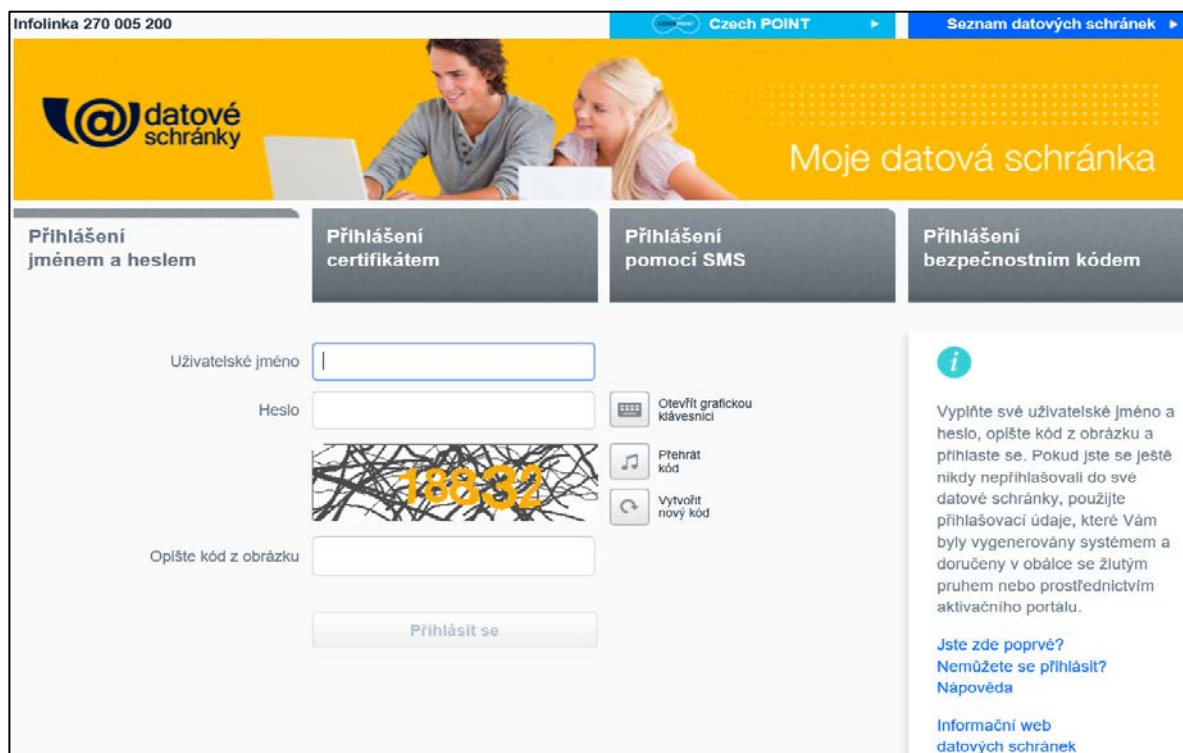 Infolinka 270 005 200
Czech POINT
Seznam datových schránek
datové
schránky
Moje datová schránka
Přihlášení
jménem a heslem
Přihlášení
certifikátem
Přihlášení
pomocí SMS
Přihlášení
bezpečnostním kódem
Uživatelské jméno
Heslo
Otevřít grafickou
klávesnici
18832
Přehrát
kód
Vytvořit
nový kód
Opište kód z obrázku
Přihlásit se
Vyplňte své uživatelské jméno a
heslo, opište kód z obrázku a
přihlaste se. Pokud jste se ještě
nikdy nepřihlašovali do své
datové schránky, použijte
přihlašovací údaje, které Vám
byly vygenerovány systémem a
doručeny v obálce se žlutým
pruhem nebo prostřednictvím
aktivačního portálu.
Jste zde poprvé?
Nemůžete se přihlásit?
Nápověda
Informační web
datových schránek